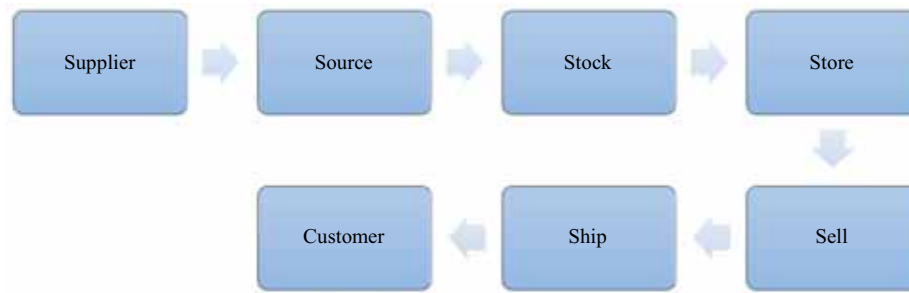 Supplier
Source
Stock
Store
Sell
Ship
Customer